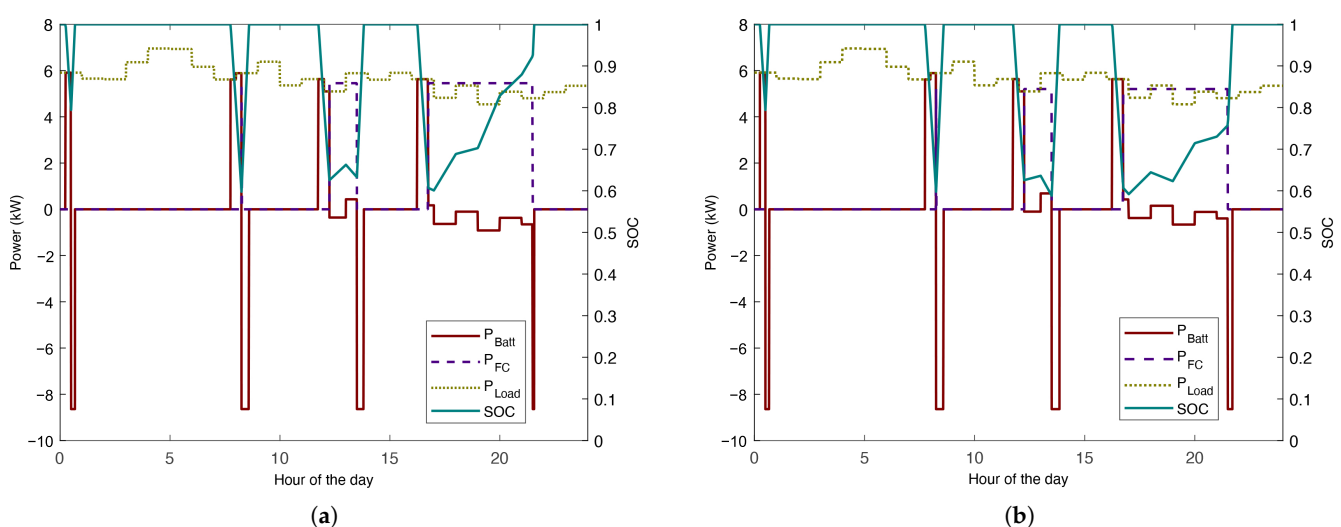 8
6
4
2
0
−2
−4
−6
−8
−10
Power (kW)
1
0.9
0.8
0.7
0.6
0.5
0.4
0.3
0.2
0.1
0
SOC
P_Batt
P_FC
P_Load
SOC
0 5 10 15 20
Hour of the day
(a)
8
6
4
2
0
−2
−4
−6
−8
−10
Power (kW)
1
0.9
0.8
0.7
0.6
0.5
0.4
0.3
0.2
0.1
0
SOC
P_Batt
P_FC
P_Load
SOC
0 5 10 15 20
Hour of the day
(b)